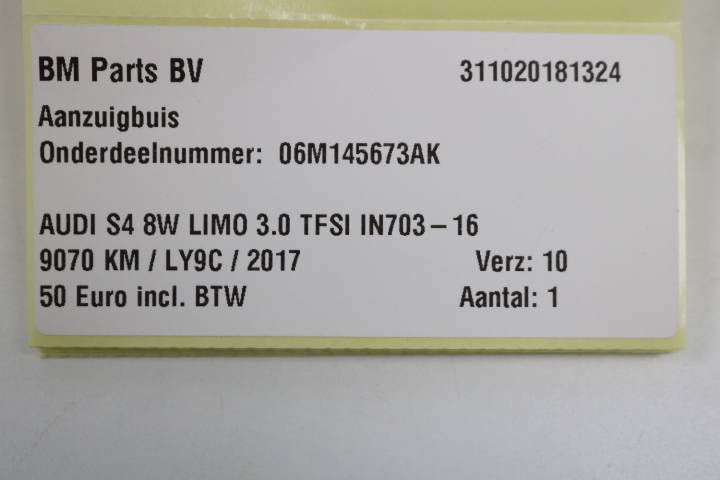 BM Parts BV 311020181324
Aanzuigbuis
Onderdeelnummer: 06M145673AK
AUDI S4 8W LIMO 3.0 TFSI IN703-16
9070 KM / LY9C / 2017 Verz: 10
50 Euro incl. BTW Aantal: 1